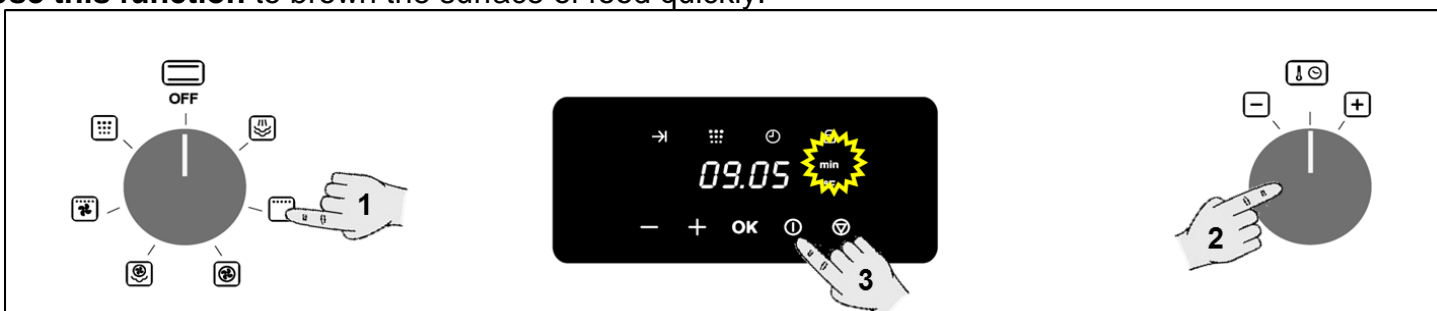 use this function to brown the surface of food quickly.
OFF
1
09.05
min
− + OK
3
− +
2